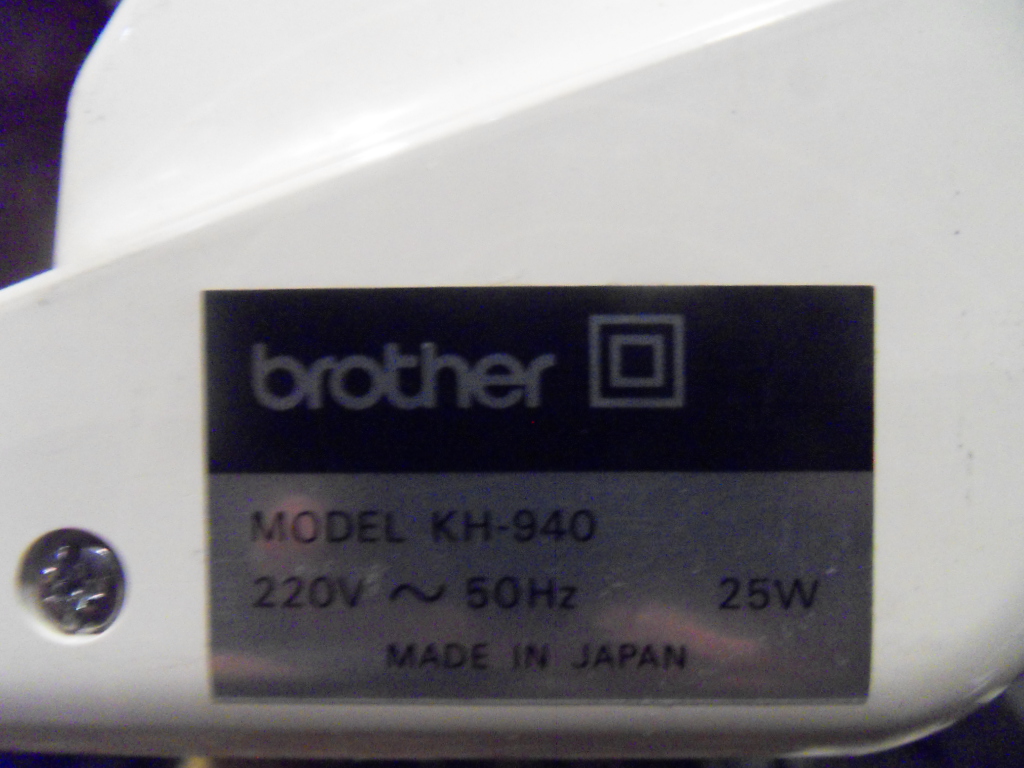 brother
MODEL KH-940
220V ~ 50Hz 25W
MADE IN JAPAN